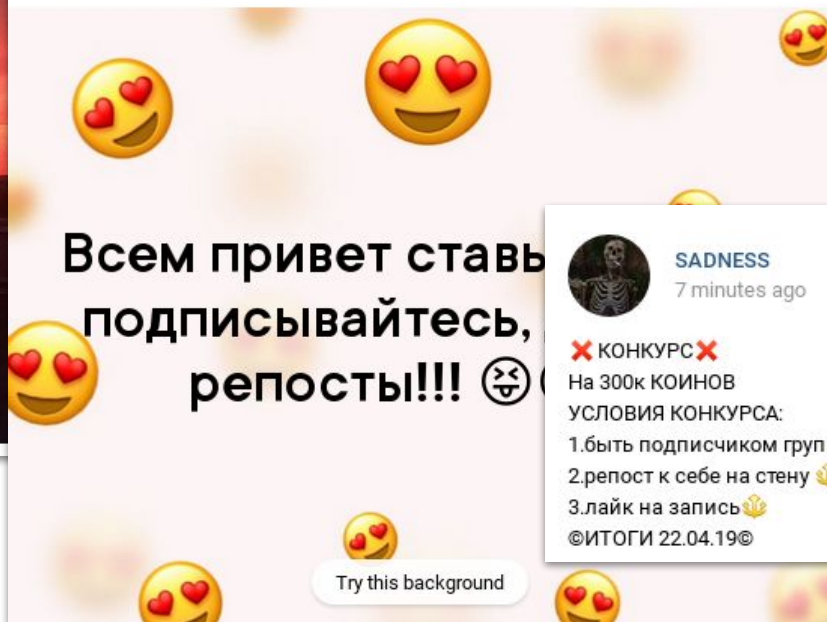 Всем привет ставь
подписывайтесь,
репосты!!! 😝
Try this background
SADNESS
7 minutes ago
❌ КОНКУРС❌
На 300к КОИНОВ
УСЛОВИЯ КОНКУРСА:
1.быть подписчиком груп
2.репост к себе на стену 🔱
3.лайк на запись🔱
©ИТОГИ 22.04.19©